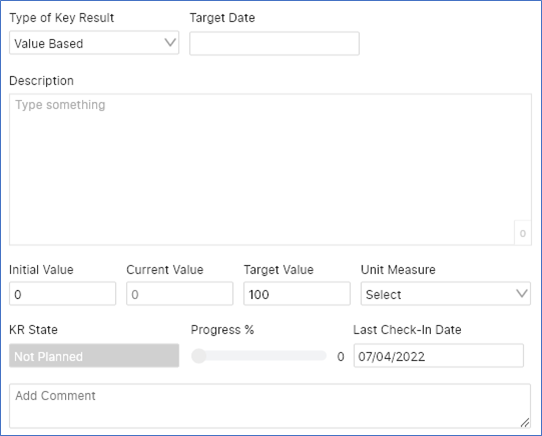 Type of Key Result Target Date
Value Based
Description
Type something
0
Initial Value Current Value Target Value Unit Measure
0 0 100 Select
KR State Progress % Last Check-In Date
Not Planned 0 07/04/2022
Add Comment